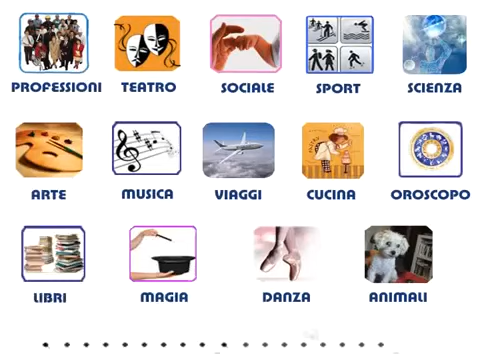 PROFESSIONI TEATRO SOCIALE SPORT SCIENZA
ARTE MUSICA VIAGGI CUCINA OROSCOPO
LIBRI MAGIA DANZA ANIMALI